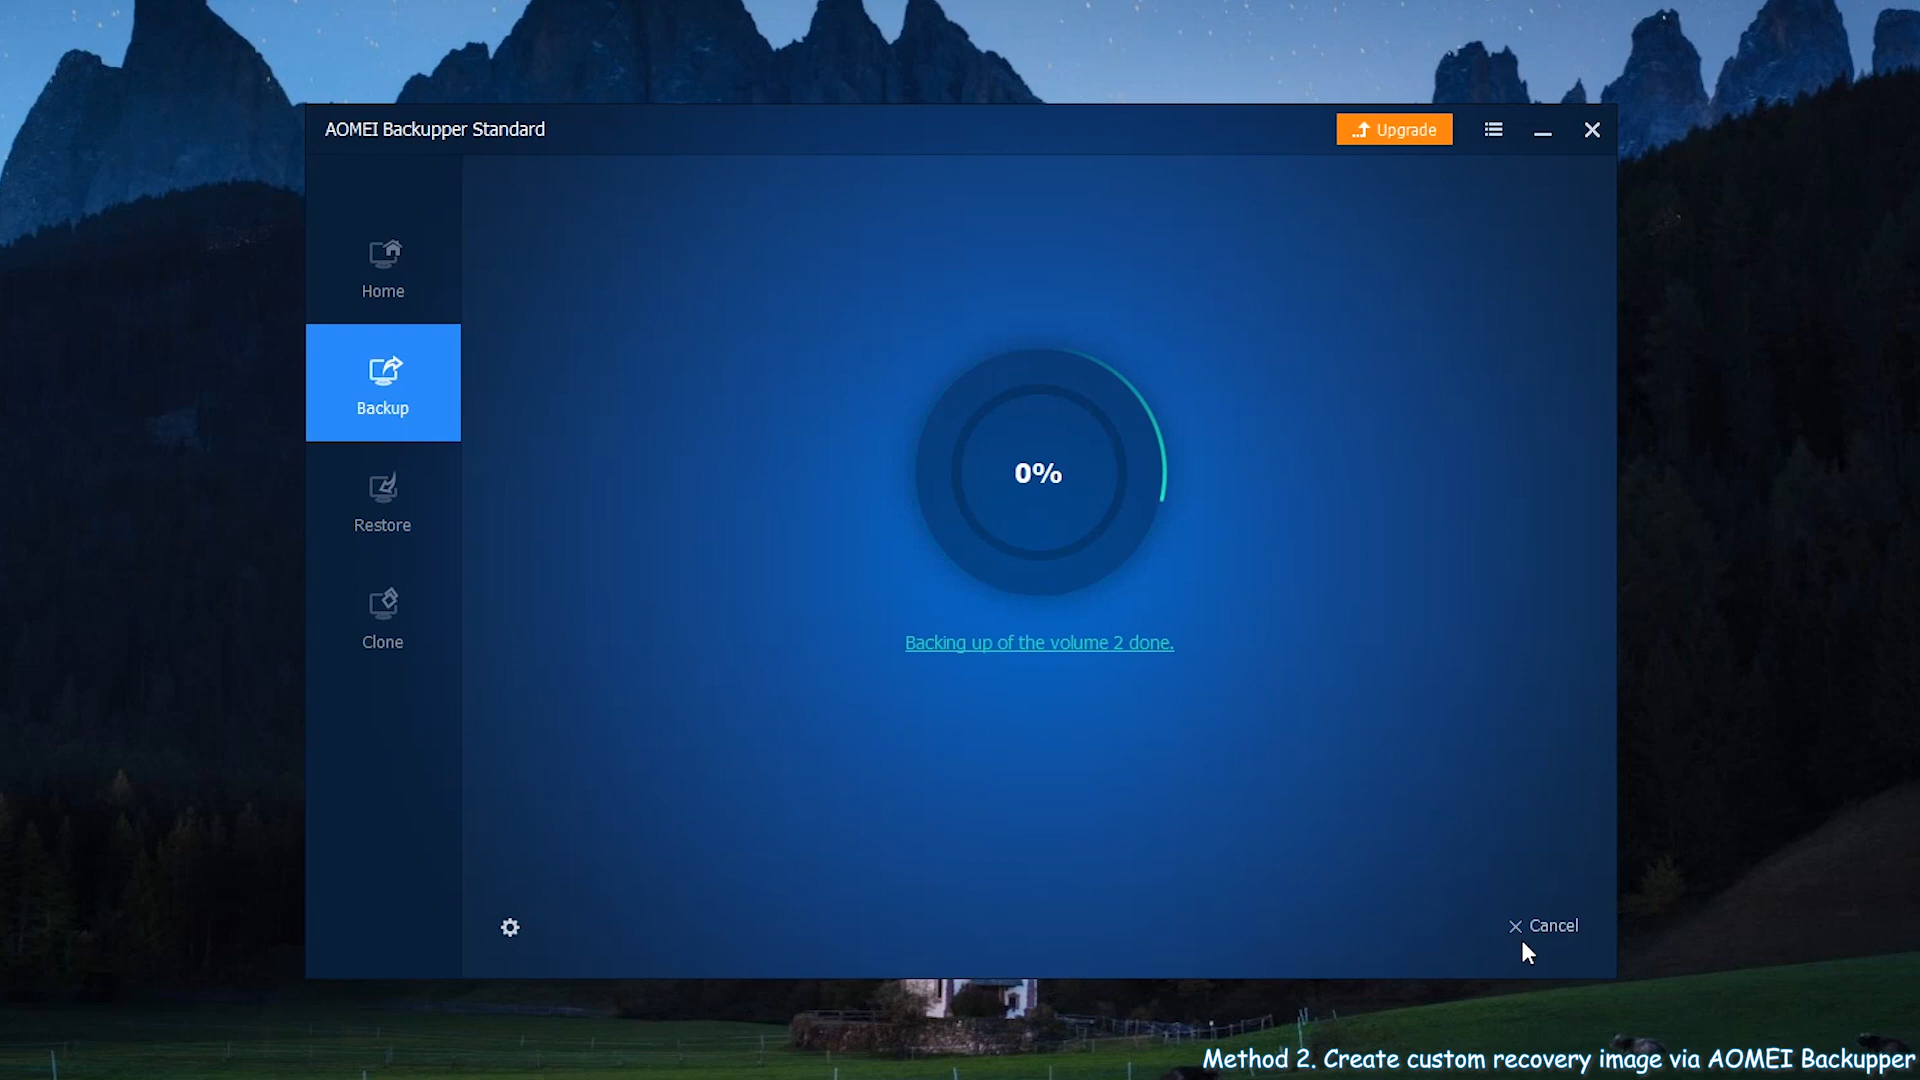 AOMEI Backupper Standard
Upgrade
Home
Backup
Restore
Clone
0%
Backing up of the volume 2 done.
Cancel
Method 2. Create custom recovery image via AOMEI Backupper